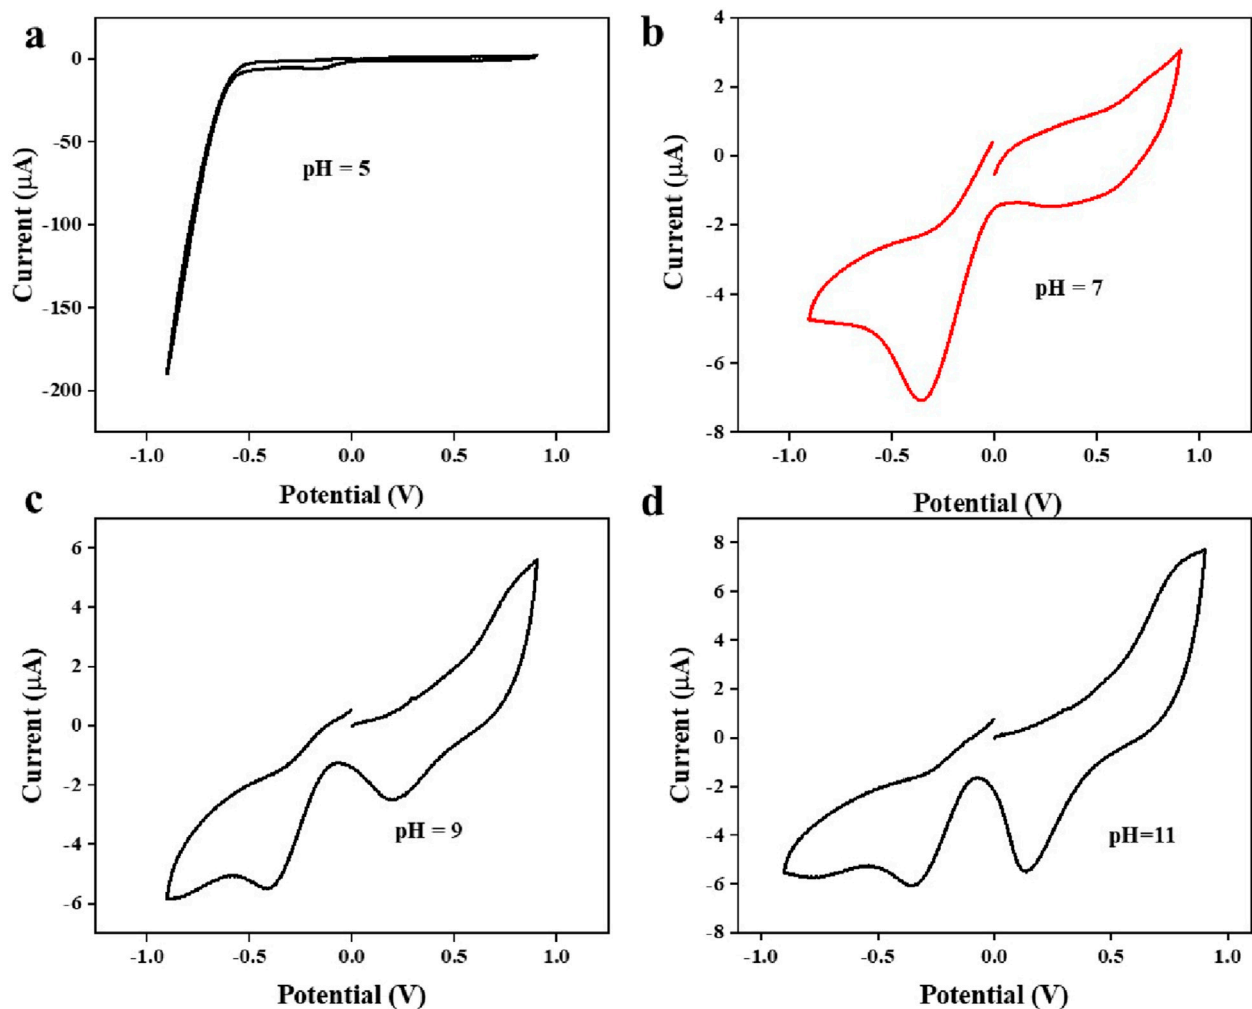 a
0
-50
-100
-150
-200
Current (µA)
pH = 5
-1.0 -0.5 0.0 0.5 1.0
Potential (V)
b
4
2
0
-2
-4
-6
-8
Current (µA)
pH = 7
-1.0 -0.5 0.0 0.5 1.0
Potential (V)
c
6
4
2
0
-2
-4
-6
Current (µA)
pH = 9
-1.0 -0.5 0.0 0.5 1.0
Potential (V)
d
8
6
4
2
0
-2
-4
-6
-8
Current (µA)
pH=11
-1.0 -0.5 0.0 0.5 1.0
Potential (V)